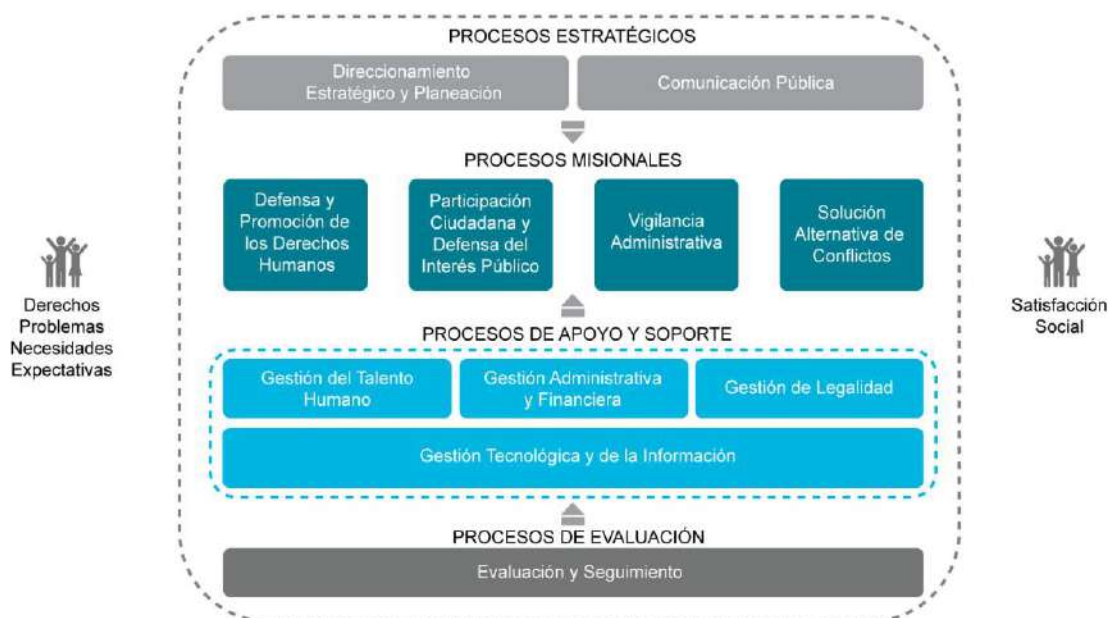 PROCESOS ESTRATÉGICOS
Direccionamiento
Estratégico y Planeación
Comunicación Pública
PROCESOS MISIONALES
Defensa y
Promoción de
los Derechos
Humanos
Participación
Ciudadana y
Defensa del
Interés Público
Vigilancia
Administrativa
Solución
Alternativa de
Conflictos
Derechos
Problemas
Necesidades
Expectativas
Satisfacción
Social
PROCESOS DE APOYO Y SOPORTE
Gestión del Talento
Humano
Gestión Administrativa
y Financiera
Gestión de Legalidad
Gestión Tecnológica y de la Información
PROCESOS DE EVALUACIÓN
Evaluación y Seguimiento